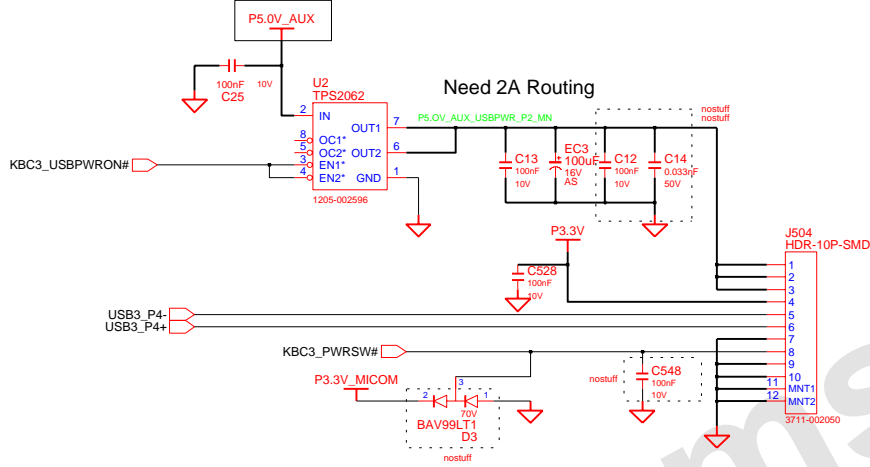 P5.0V_AUX
100nF
10V
C25
U2
TPS2062
2
IN
OUT1
7
8
OC1*
5
OC2*
OUT2
6
3
EN1*
4
EN2*
GND
1
1205-002596
KBC3_USBPWRON#
Need 2A Routing
P5.OV_AUX_USBPWR_P2_MN
nostuff
nostuff
C13
100nF
10V
EC3
100uF
16V
AS
C12
100nF
10V
C14
0.033nF
50V
P3.3V
C528
100nF
10V
J504
HDR-10P-SMD
1
2
3
4
5
6
7
8
9
10
11
MNT1
12
MNT2
3711-002050
USB3_P4-
USB3_P4+
KBC3_PWRSW#
P3.3V_MICOM
3
2
1
70V
BAV99LT1
D3
nostuff
nostuff
C548
100nF
10V